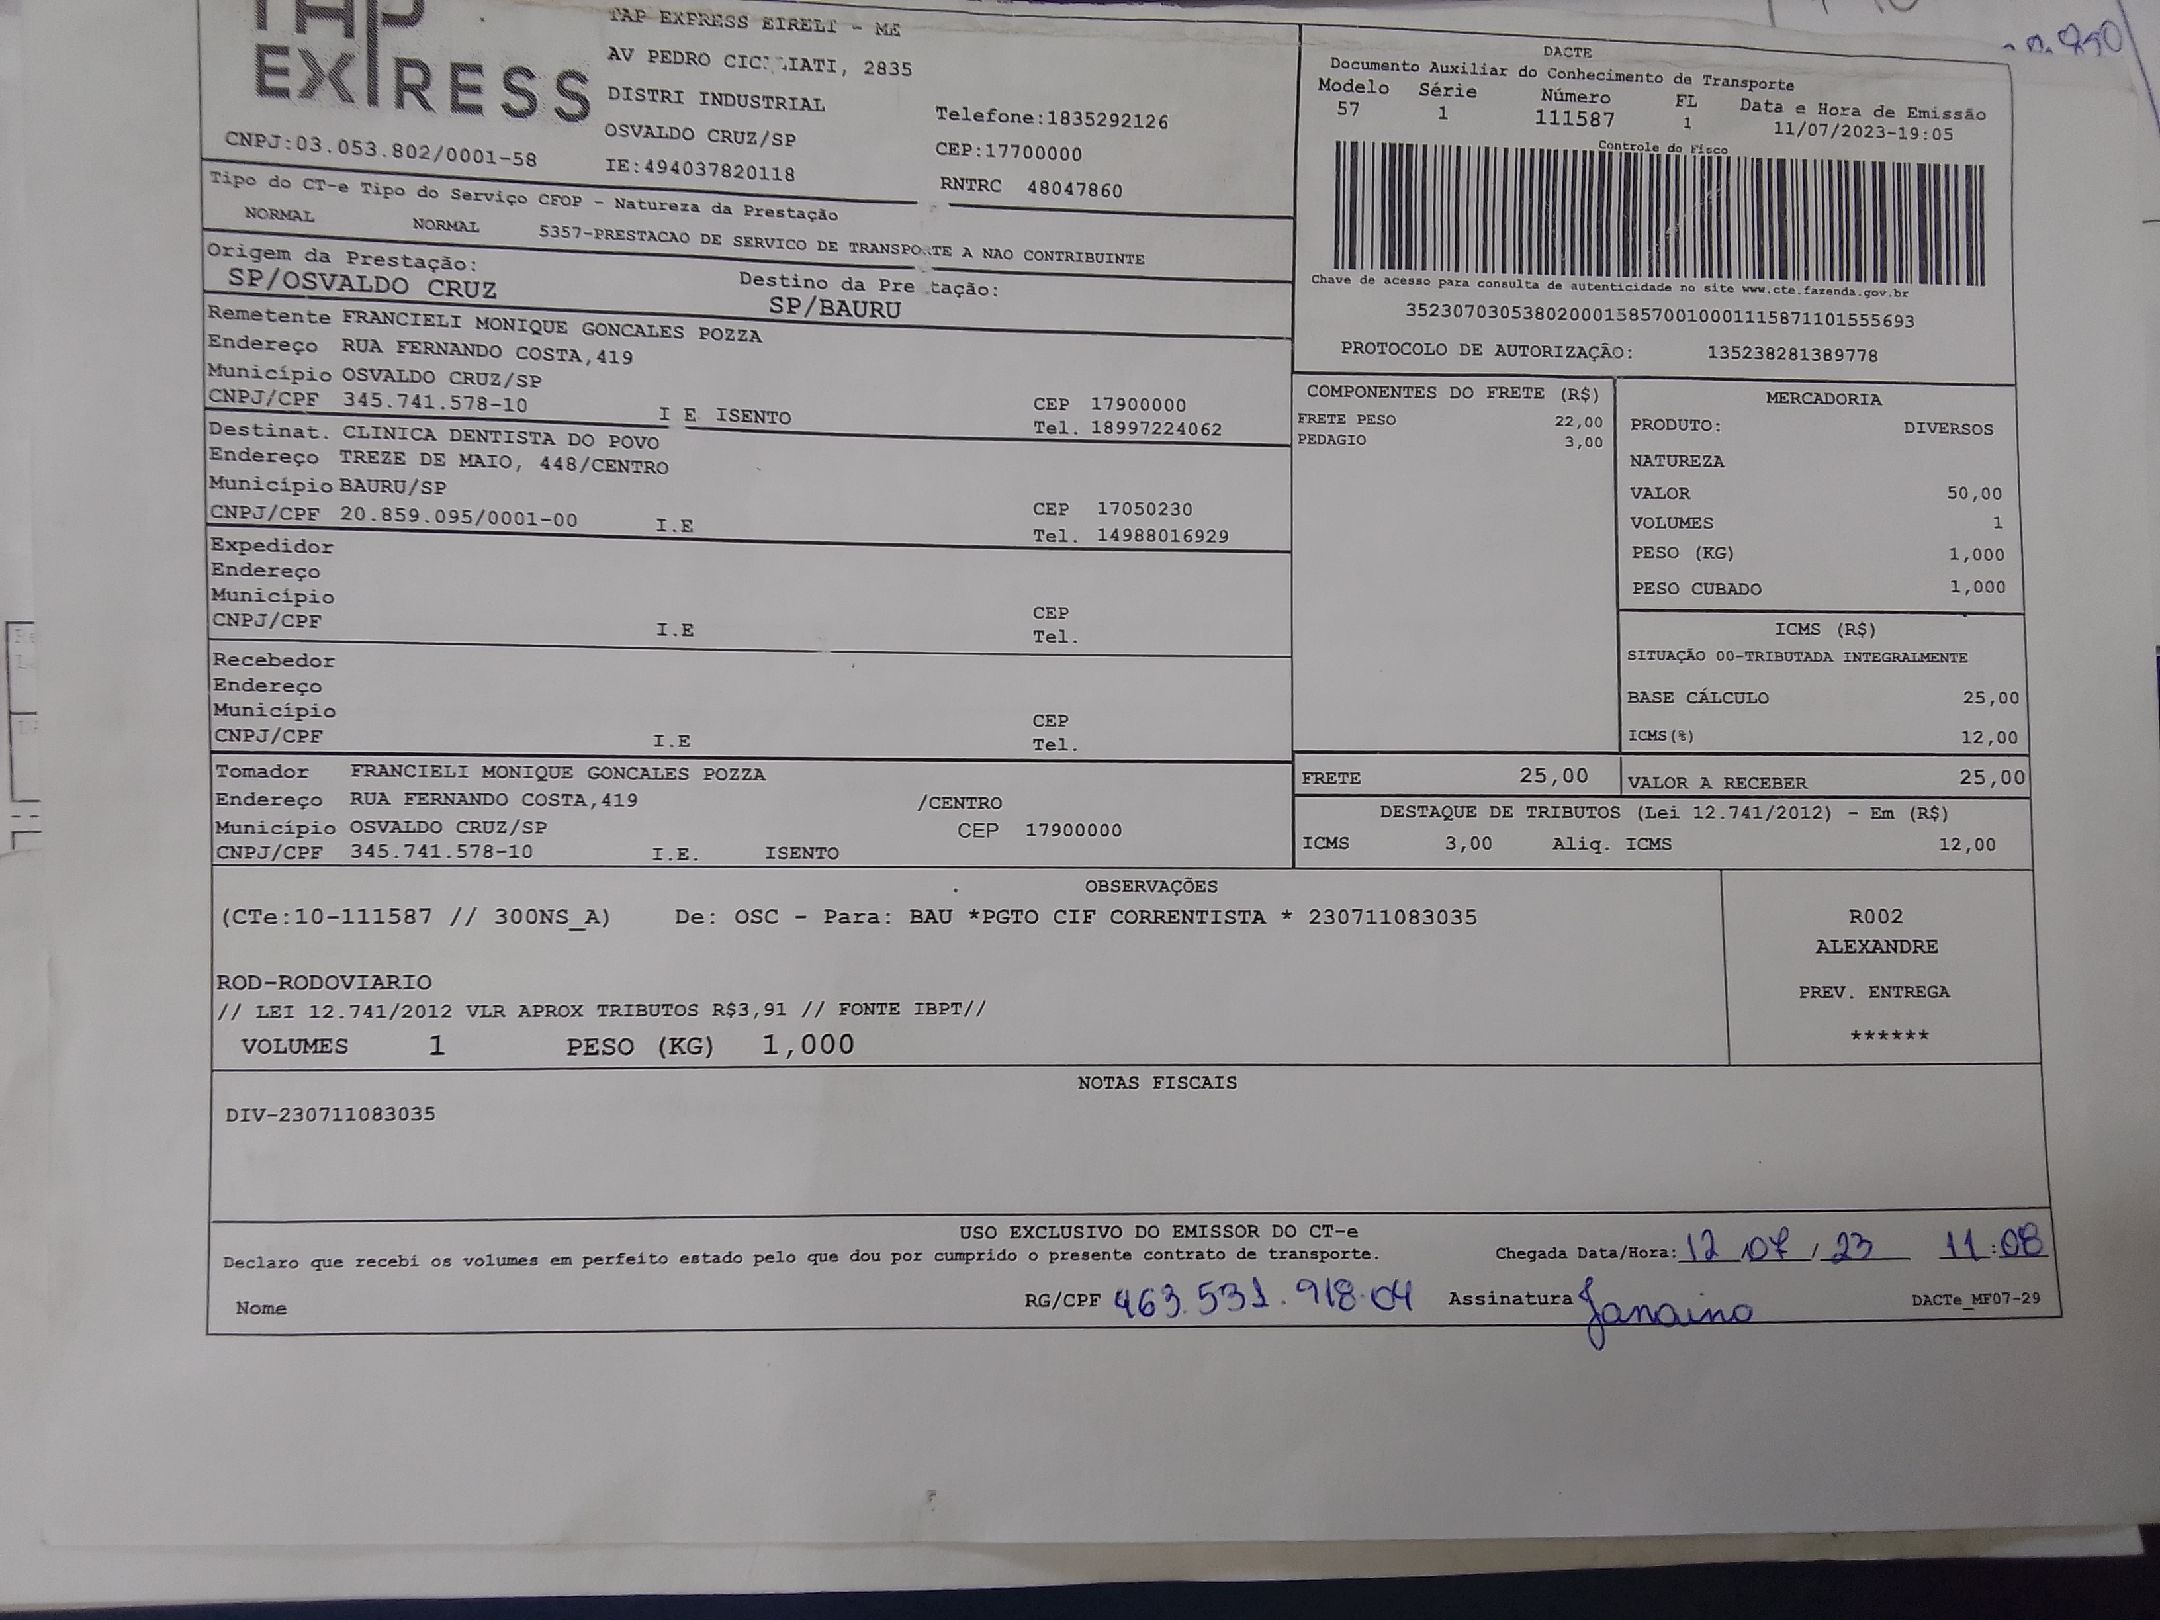 TAP
EXPRESS
TAP EXPRESS EIRELI - ME
AV PEDRO CIC LIATI, 2835
DISTRI INDUSTRIAL
OSVALDO CRUZ/SP
IE:494037820118
Telefone:1835292126
CEP:17700000
RNTRC 48047860
CNPJ:03.053.802/0001-58
DACTE
Documento Auxiliar do Conhecimento de Transporte
Modelo Série Número FL Data e Hora de Emissão
57 1 111587 1 11/07/2023-19:05
Controle do Fisco
Chave de acesso para consulta de autenticidade no site www.cte.fazenda.gov.br
35230703053802000158570010001115871101555693
PROTOCOLO DE AUTORIZAÇÃO: 135238281389778
Tipo do CT-e Tipo do Serviço CFOP - Natureza da Prestação
NORMAL NORMAL 5357-PRESTACAO DE SERVICO DE TRANSPORTE A NAO CONTRIBUINTE
Origem da Prestação: Destino da Pre tação:
SP/OSVALDO CRUZ SP/BAURU
Remetente FRANCIELI MONIQUE GONCALES POZZA
Endereço RUA FERNANDO COSTA,419
Município OSVALDO CRUZ/SP
CEP 17900000
CNPJ/CPF 345.741.578-10 I E ISENTO Tel. 18997224062
Destinat. CLINICA DENTISTA DO POVO
Endereço TREZE DE MAIO, 448/CENTRO
Município BAURU/SP
CEP 17050230
CNPJ/CPF 20.859.095/0001-00 I.E Tel. 14988016929
Expedidor
Endereço
Município
CEP
CNPJ/CPF I.E Tel.
Recebedor
Endereço
Município
CEP
CNPJ/CPF I.E Tel.
Tomador FRANCIELI MONIQUE GONCALES POZZA
Endereço RUA FERNANDO COSTA,419 /CENTRO
Município OSVALDO CRUZ/SP CEP 17900000
CNPJ/CPF 345.741.578-10 I.E. ISENTO
COMPONENTES DO FRETE (R$)
FRETE PESO 22,00
PEDAGIO 3,00
MERCADORIA
PRODUTO: DIVERSOS
NATUREZA
VALOR 50,00
VOLUMES 1
PESO (KG) 1,000
PESO CUBADO 1,000
ICMS (R$)
SITUAÇÃO 00-TRIBUTADA INTEGRALMENTE
BASE CÁLCULO 25,00
ICMS(%) 12,00
FRETE 25,00 VALOR A RECEBER 25,00
DESTAQUE DE TRIBUTOS (Lei 12.741/2012) - Em (R$)
ICMS 3,00 Aliq. ICMS 12,00
OBSERVAÇÕES
(CTe:10-111587 // 300NS_A) De: OSC - Para: BAU *PGTO CIF CORRENTISTA * 230711083035
ROD-RODOVIARIO
// LEI 12.741/2012 VLR APROX TRIBUTOS R$3,91 // FONTE IBPT//
VOLUMES 1 PESO (KG) 1,000
R002
ALEXANDRE
PREV. ENTREGA
******
NOTAS FISCAIS
DIV-230711083035
USO EXCLUSIVO DO EMISSOR DO CT-e
Declaro que recebi os volumes em perfeito estado pelo que dou por cumprido o presente contrato de transporte. Chegada Data/Hora: 12 07 / 23 11:08
Nome RG/CPF 463.531.918-04 Assinatura Janaina DACTe_MF07-29